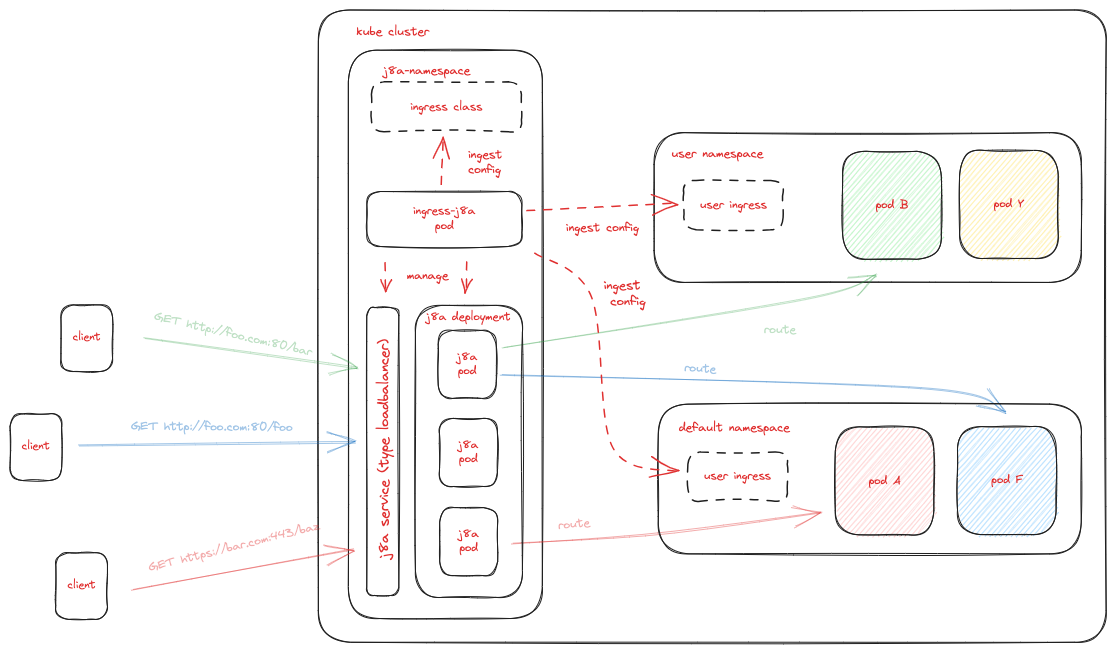 kube cluster
j8a-namespace
ingress class
ingest
config
ingress-j8a
pod
manage
j8a service (type loadbalancer)
j8a deployment
j8a
pod
j8a
pod
j8a
pod
client
GET http://foo.com:80/bar
client
GET http://foo.com:80/foo
client
GET https://bar.com:443/baz
ingest config
ingest
config
route
route
route
user namespace
user ingress
pod B
pod Y
default namespace
user ingress
pod A
pod F